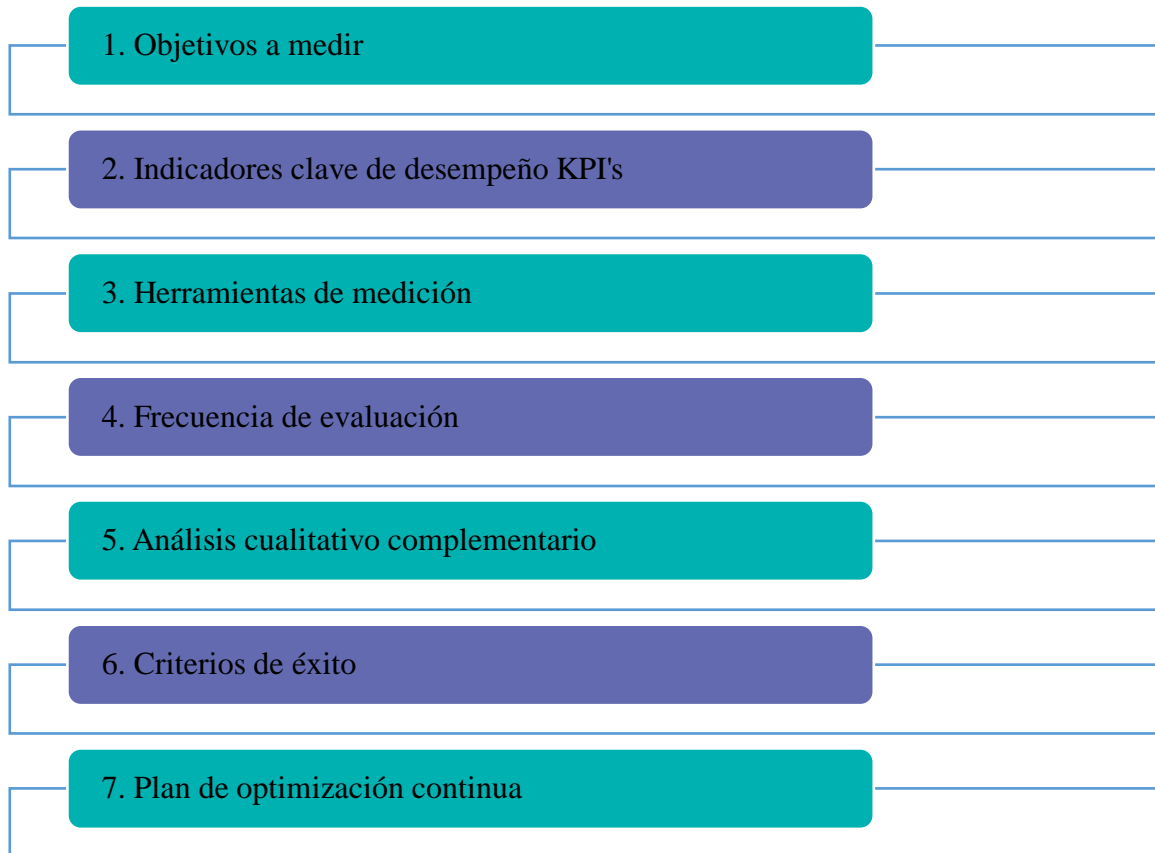 1. Objetivos a medir
2. Indicadores clave de desempeño KPI's
3. Herramientas de medición
4. Frecuencia de evaluación
5. Análisis cualitativo complementario
6. Criterios de éxito
7. Plan de optimización continua